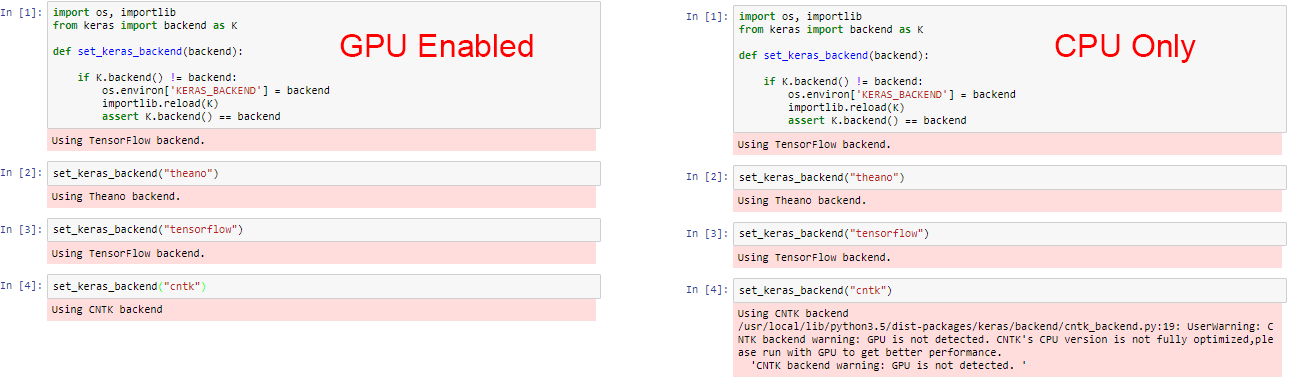 In [1]: import os, importlib
from keras import backend as K
def set_keras_backend(backend):
if K.backend() != backend:
os.environ['KERAS_BACKEND'] = backend
importlib.reload(K)
assert K.backend() == backend
GPU Enabled
Using TensorFlow backend.
In [2]: set_keras_backend("theano")
Using Theano backend.
In [3]: set_keras_backend("tensorflow")
Using TensorFlow backend.
In [4]: set_keras_backend("cntk")
Using CNTK backend
In [1]: import os, importlib
from keras import backend as K
def set_keras_backend(backend):
if K.backend() != backend:
os.environ['KERAS_BACKEND'] = backend
importlib.reload(K)
assert K.backend() == backend
CPU Only
Using TensorFlow backend.
In [2]: set_keras_backend("theano")
Using Theano backend.
In [3]: set_keras_backend("tensorflow")
Using TensorFlow backend.
In [4]: set_keras_backend("cntk")
Using CNTK backend
/usr/local/lib/python3.5/dist-packages/keras/backend/cntk_backend.py:19: UserWarning: C
NTK backend warning: GPU is not detected. CNTK's CPU version is not fully optimized,ple
ase run with GPU to get better performance.
'CNTK backend warning: GPU is not detected. '